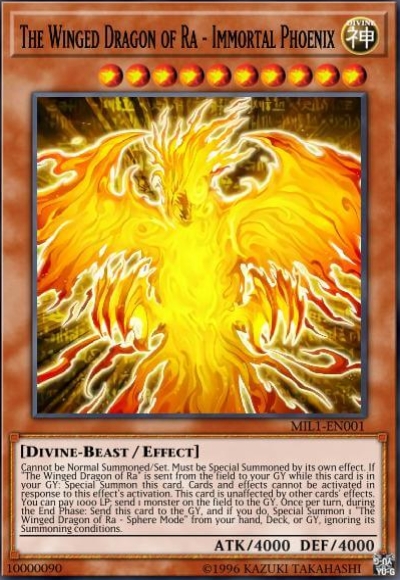 The Winged Dragon of Ra - Immortal Phoenix
DIVINE
神
MIL1-EN001
[Divine-Beast / Effect]
Cannot be Normal Summoned/Set. Must be Special Summoned by its own effect. If
"The Winged Dragon of Ra" is sent from the field to your GY while this card is in
your GY: Special Summon this card. Cards and effects cannot be activated in
response to this effect's activation. This card is unaffected by other cards' effects.
You can pay 1000 LP; send 1 monster on the field to the GY. Once per turn, during
the End Phase: Send this card to the GY, and if you do, Special Summon 1 "The
Winged Dragon of Ra - Sphere Mode" from your hand, Deck, or GY, ignoring its
Summoning conditions.
ATK/4000 DEF/4000
10000090
©1996 KAZUKI TAKAHASHI